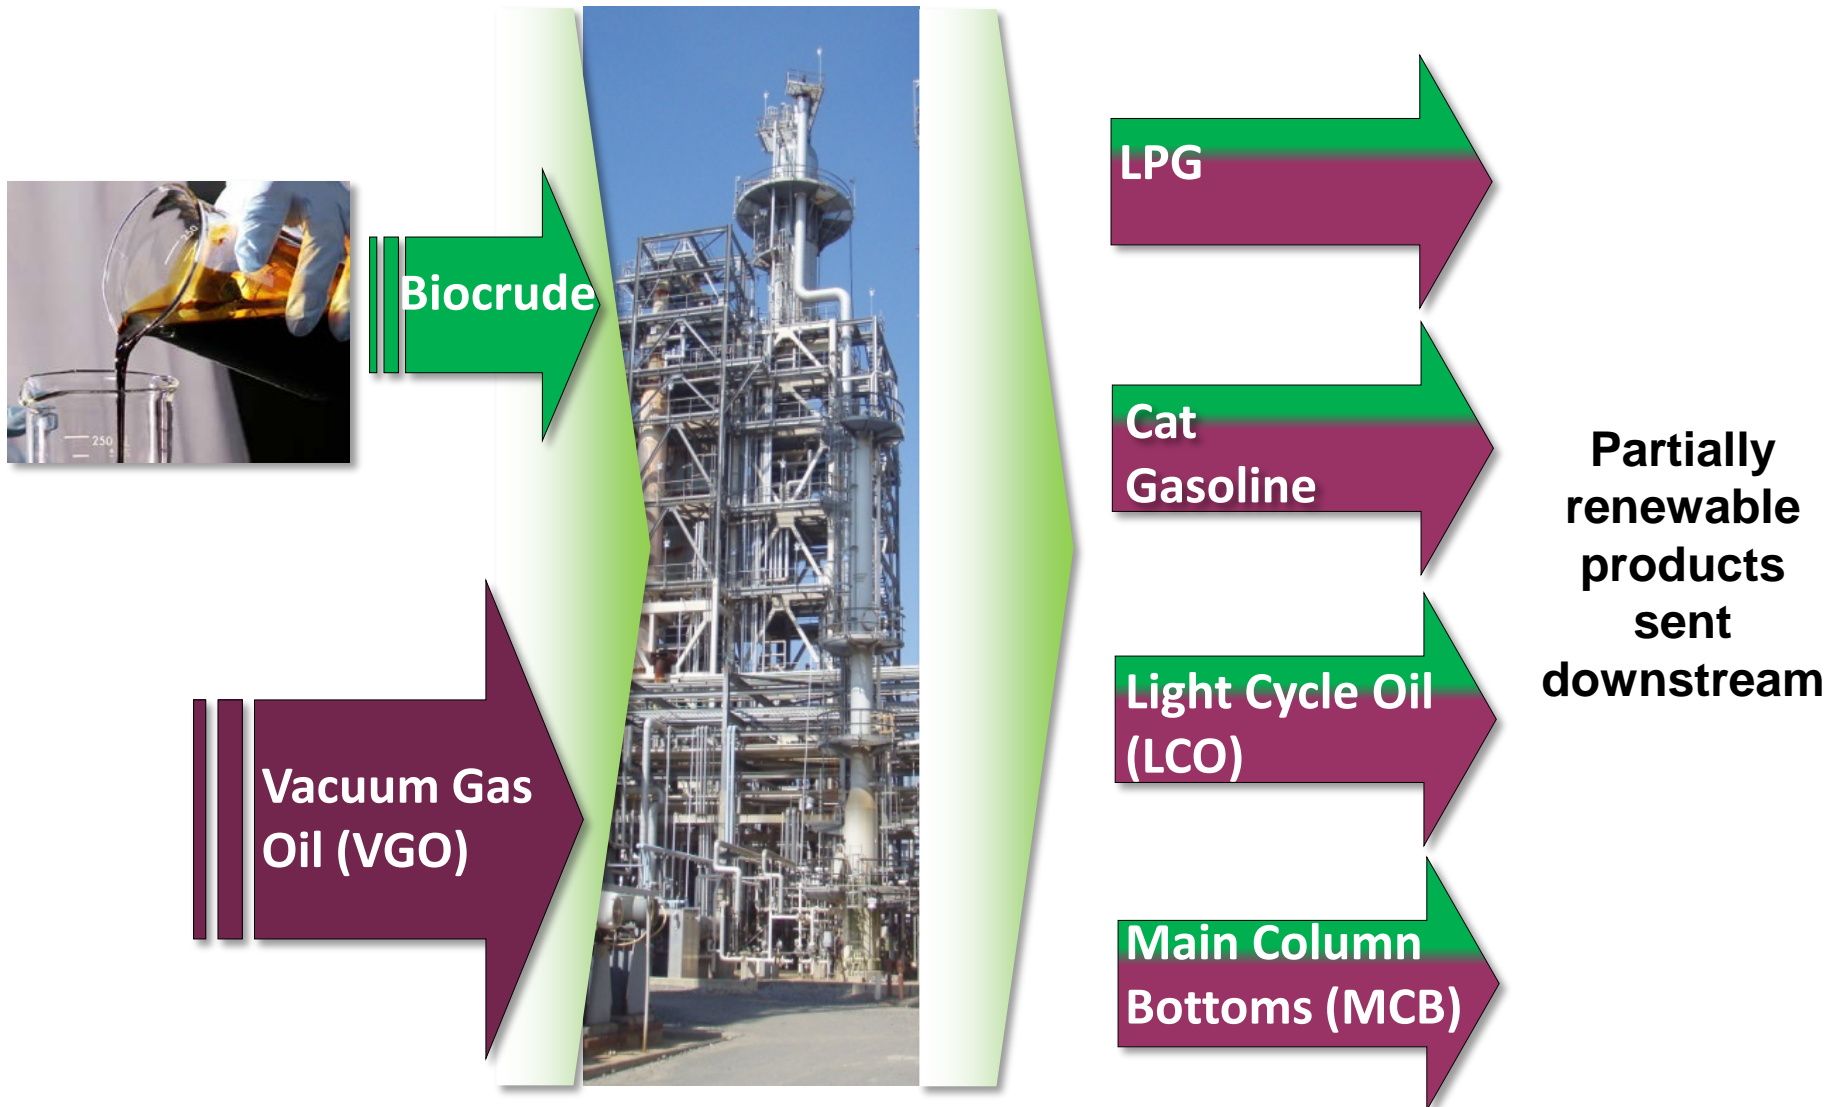 Biocrude
Vacuum Gas
Oil (VGO)
250
LPG
Cat
Gasoline
Light Cycle Oil
(LCO)
Main Column
Bottoms (MCB)
Partially
renewable
products
sent
downstream